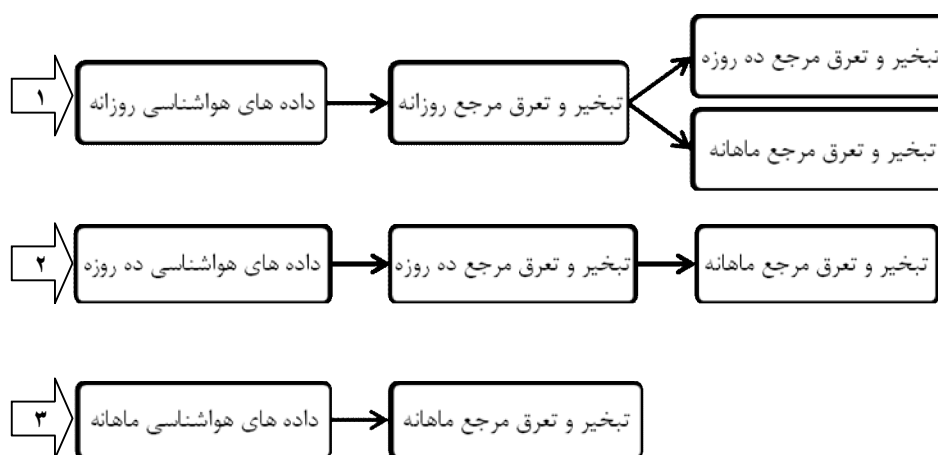 ۱
داده های هواشناسی روزانه
تبخیر و تعرق مرجع روزانه
تبخیر و تعرق مرجع ده روزه
تبخیر و تعرق مرجع ماهانه
۲
داده های هواشناسی ده روزه
تبخیر و تعرق مرجع ده روزه
تبخیر و تعرق مرجع ماهانه
۳
داده های هواشناسی ماهانه
تبخیر و تعرق مرجع ماهانه